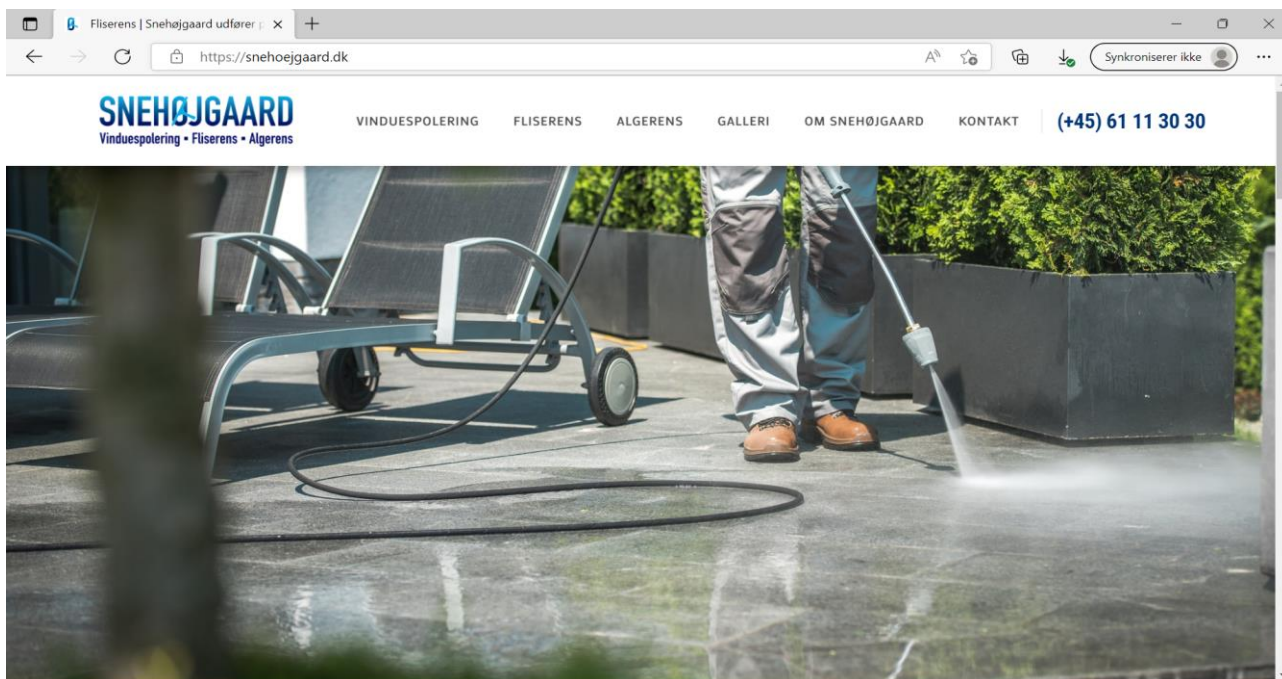 Fliserens | Snehøjgaard udfører p
https://snehoejgaard.dk
Synkroniserer ikke
SNEHØJGAARD
Vinduespolering • Fliserens • Algerens
VINDUESPOLERING FLISERENS ALGERENS GALLERI OM SNEHØJGAARD KONTAKT (+45) 61 11 30 30